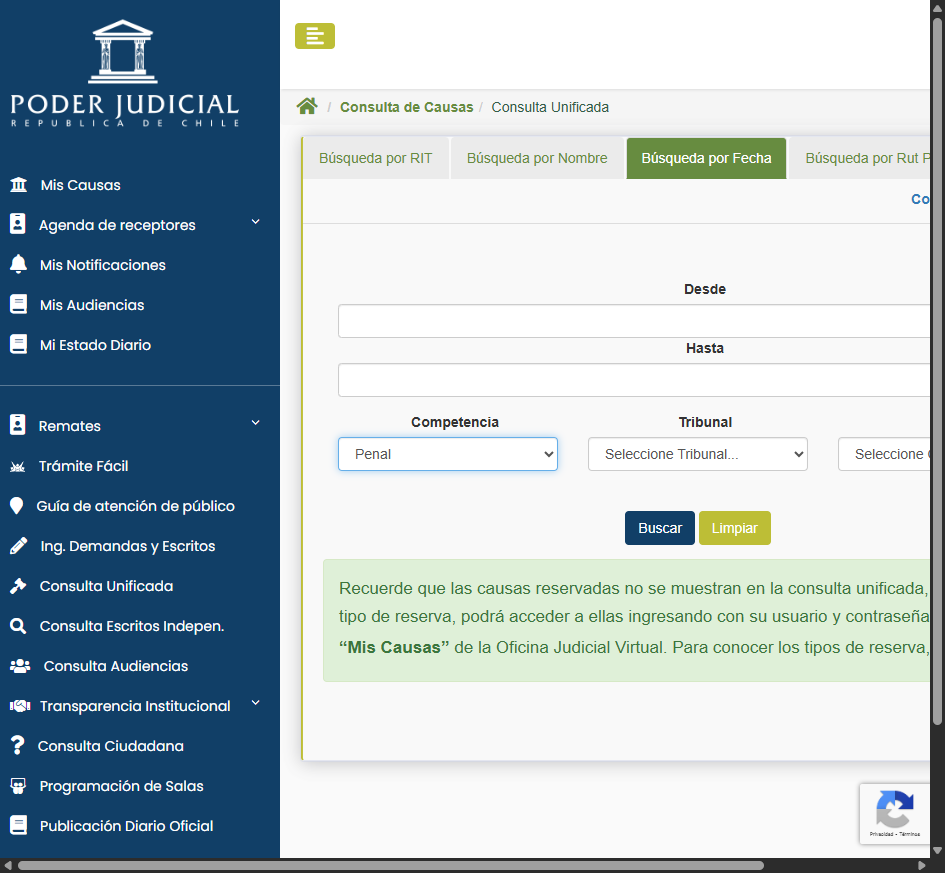 PODER JUDICIAL
REPUBLICA DE CHILE
Mis Causas
Agenda de receptores
Mis Notificaciones
Mis Audiencias
Mi Estado Diario
Remates
Trámite Fácil
Guía de atención de público
Ing. Demandas y Escritos
Consulta Unificada
Consulta Escritos Indepen.
Consulta Audiencias
Transparencia Institucional
Consulta Ciudadana
Programación de Salas
Publicación Diario Oficial
/ Consulta de Causas / Consulta Unificada
Búsqueda por RIT
Búsqueda por Nombre
Búsqueda por Fecha
Búsqueda por Rut P
Co
Desde
Hasta
Competencia
Tribunal
Penal
Seleccione Tribunal...
Seleccione
Buscar
Limpiar
Recuerde que las causas reservadas no se muestran en la consulta unificada,
tipo de reserva, podrá acceder a ellas ingresando con su usuario y contraseña
“Mis Causas” de la Oficina Judicial Virtual. Para conocer los tipos de reserva,
Privacidad - Términos